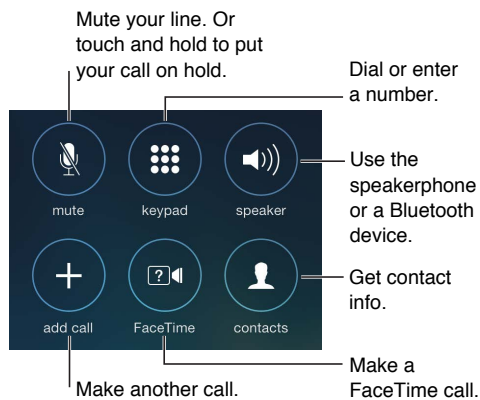 Mute your line. Or
touch and hold to put
your call on hold.
Dial or enter
a number.
mute
keypad
speaker
Use the
speakerphone
or a Bluetooth
device.
?
add call
FaceTime
contacts
Get contact
info.
Make another call.
Make a
FaceTime call.